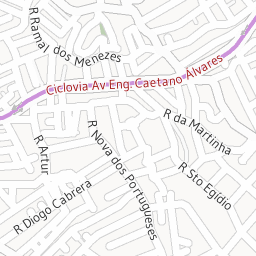 R Ramal dos Menezes
Ciclovia Av Eng Caetano Álvares
R da Martinha
R Artur
R Nova dos Portugueses
R Sto Egídio
R Diogo Cabrera